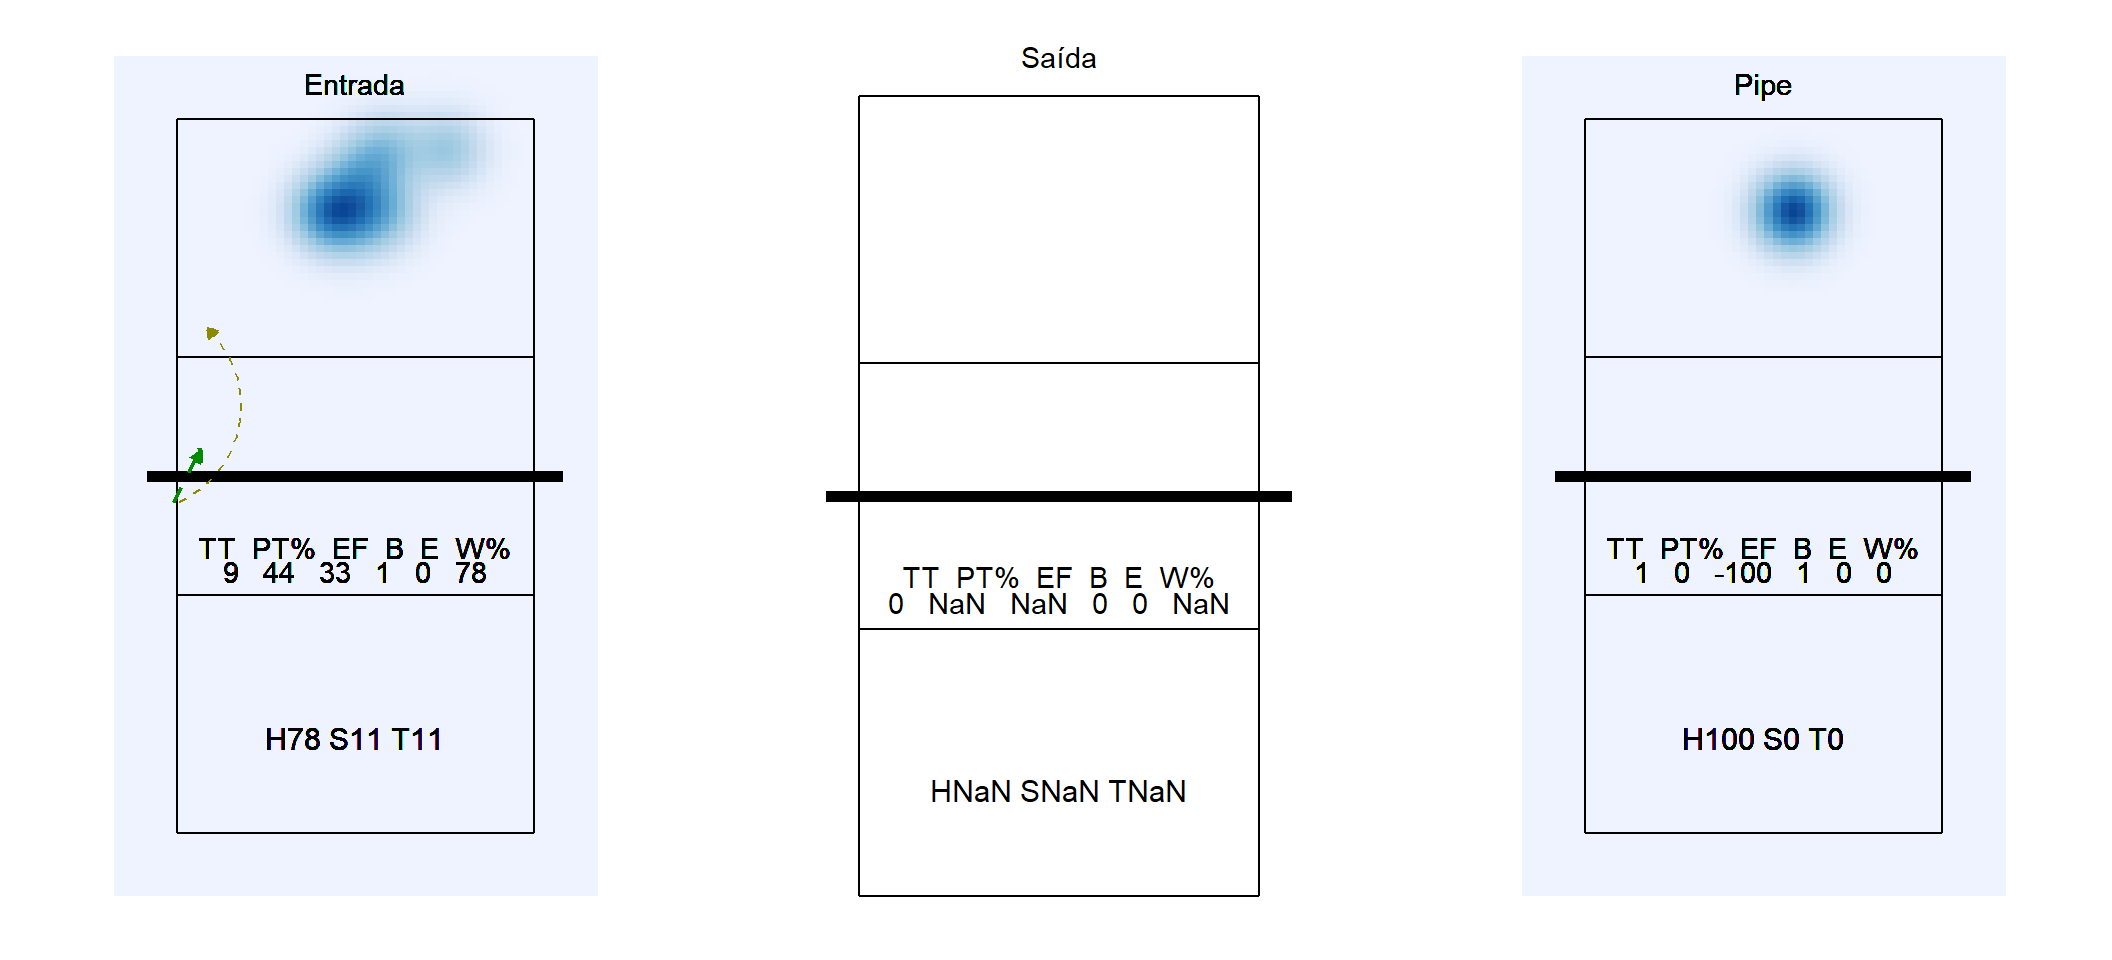 Entrada
TT PT% EF B E W%
9 44 33 1 0 78
H78 S11 T11
Saída
TT PT% EF B E W%
0 NaN NaN 0 0 NaN
HNaN SNaN TNaN
Pipe
TT PT% EF B E W%
1 0 -100 1 0 0
H100 S0 T0